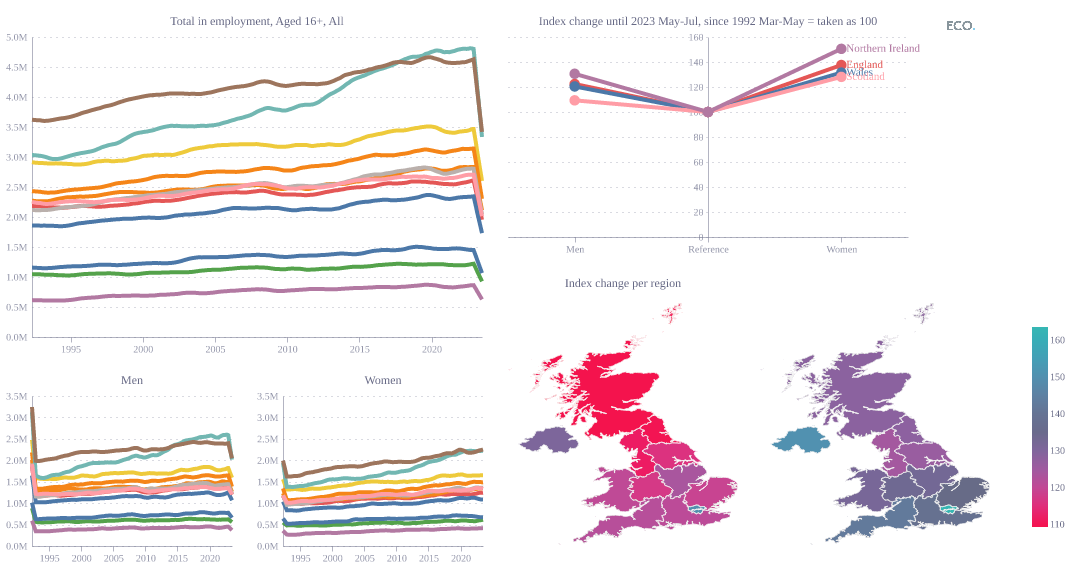 Total in employment, Aged 16+, All
5.0M
4.5M
4.0M
3.5M
3.0M
2.5M
2.0M
1.5M
1.0M
0.5M
0.0M
1995 2000 2005 2010 2015 2020
Index change until 2023 May-Jul, since 1992 Mar-May = taken as 100
ECO.
160
140
120
100
80
60
40
20
0
Northern Ireland
England
Wales
Scotland
Men Reference Women
Men
3.5M
3.0M
2.5M
2.0M
1.5M
1.0M
0.5M
0.0M
1995 2000 2005 2010 2015 2020
Women
3.5M
3.0M
2.5M
2.0M
1.5M
1.0M
0.5M
0.0M
1995 2000 2005 2010 2015 2020
Index change per region
160
150
140
130
120
110